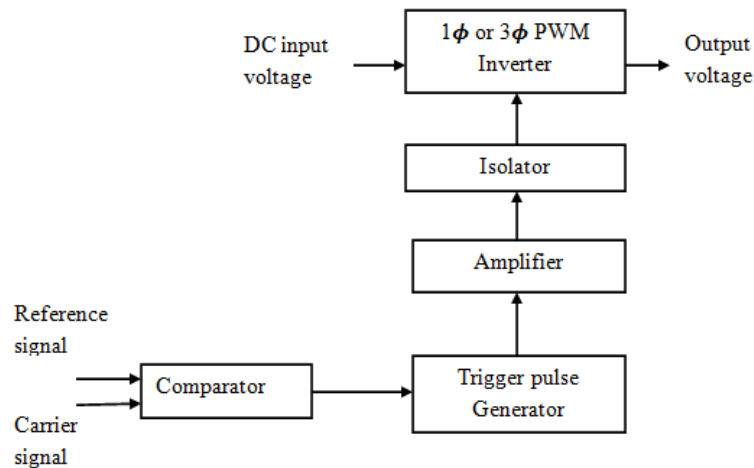 1ϕ or 3ϕ PWM
Inverter
DC input
voltage
Output
voltage
Isolator
Amplifier
Reference
signal
Comparator
Trigger pulse
Generator
Carrier
signal